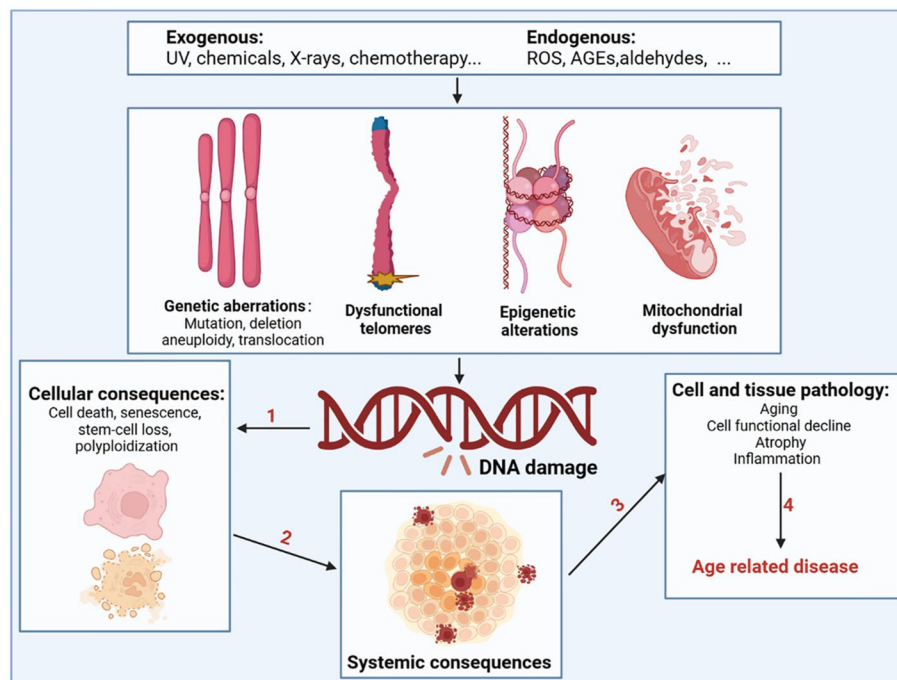 Exogenous:
UV, chemicals, X-rays, chemotherapy...
Endogenous:
ROS, AGEs,aldehydes, ...
Genetic aberrations:
Mutation, deletion
aneuploidy, translocation
Dysfunctional
telomeres
Epigenetic
alterations
Mitochondrial
dysfunction
Cellular consequences:
Cell death, senescence,
stem-cell loss,
polyploidization
1
DNA damage
2
Systemic consequences
3
Cell and tissue pathology:
Aging
Cell functional decline
Atrophy
Inflammation
4
Age related disease